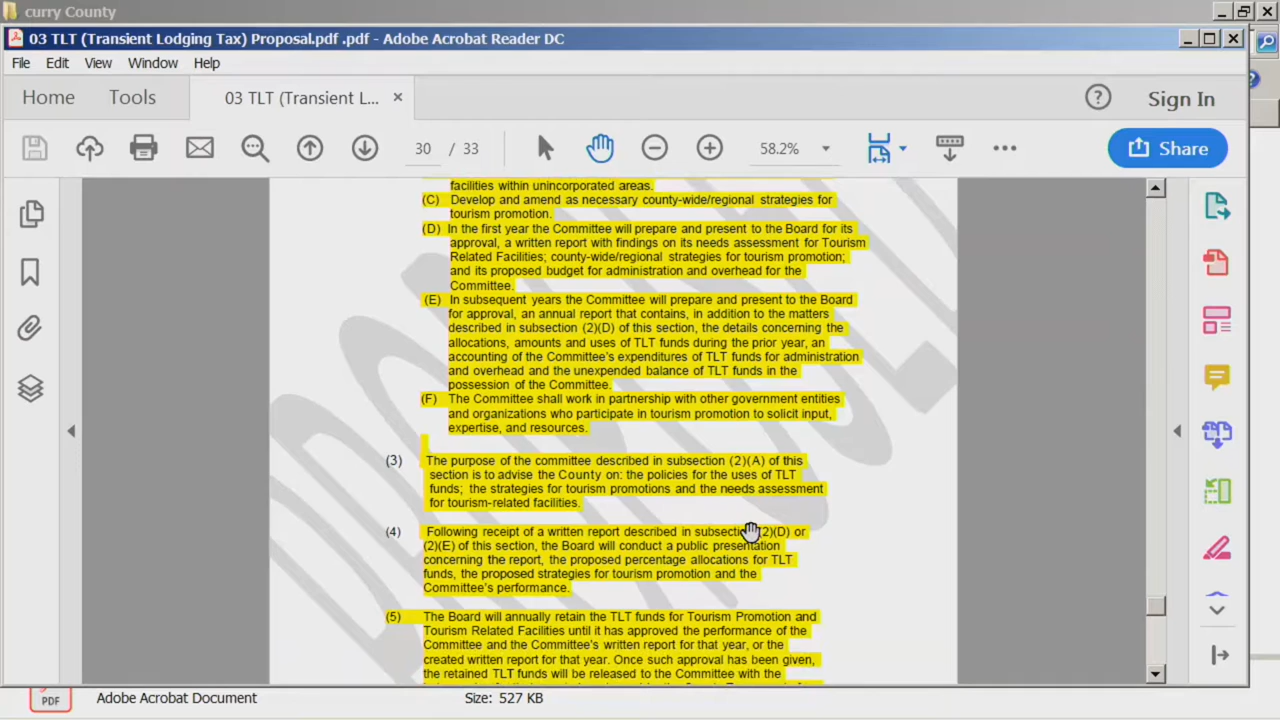 curry County
03 TLT (Transient Lodging Tax) Proposal.pdf .pdf - Adobe Acrobat Reader DC
File Edit View Window Help
Home Tools 03 TLT (Transient L... × ? Sign In
30 / 33 58.2% Share
facilities within unincorporated areas.
(C) Develop and amend as necessary county-wide/regional strategies for
tourism promotion.
(D) In the first year the Committee will prepare and present to the Board for its
approval, a written report with findings on its needs assessment for Tourism
Related Facilities; county-wide/regional strategies for tourism promotion;
and its proposed budget for administration and overhead for the
Committee.
(E) In subsequent years the Committee will prepare and present to the Board
for approval, an annual report that contains, in addition to the matters
described in subsection (2)(D) of this section, the details concerning the
allocations, amounts and uses of TLT funds during the prior year, an
accounting of the Committee's expenditures of TLT funds for administration
and overhead and the unexpended balance of TLT funds in the
possession of the Committee.
(F) The Committee shall work in partnership with other government entities
and organizations who participate in tourism promotion to solicit input,
expertise, and resources.
(3) The purpose of the committee described in subsection (2)(A) of this
section is to advise the County on: the policies for the uses of TLT
funds; the strategies for tourism promotions and the needs assessment
for tourism-related facilities.
(4) Following receipt of a written report described in subsection (2)(D) or
(2)(E) of this section, the Board will conduct a public presentation
concerning the report, the proposed percentage allocations for TLT
funds, the proposed strategies for tourism promotion and the
Committee's performance.
(5) The Board will annually retain the TLT funds for Tourism Promotion and
Tourism Related Facilities until it has approved the performance of the
Committee and the Committee's written report for that year, or the
created written report for that year. Once such approval has been given,
the retained TLT funds will be released to the Committee with the
PDF Adobe Acrobat Document Size: 527 KB